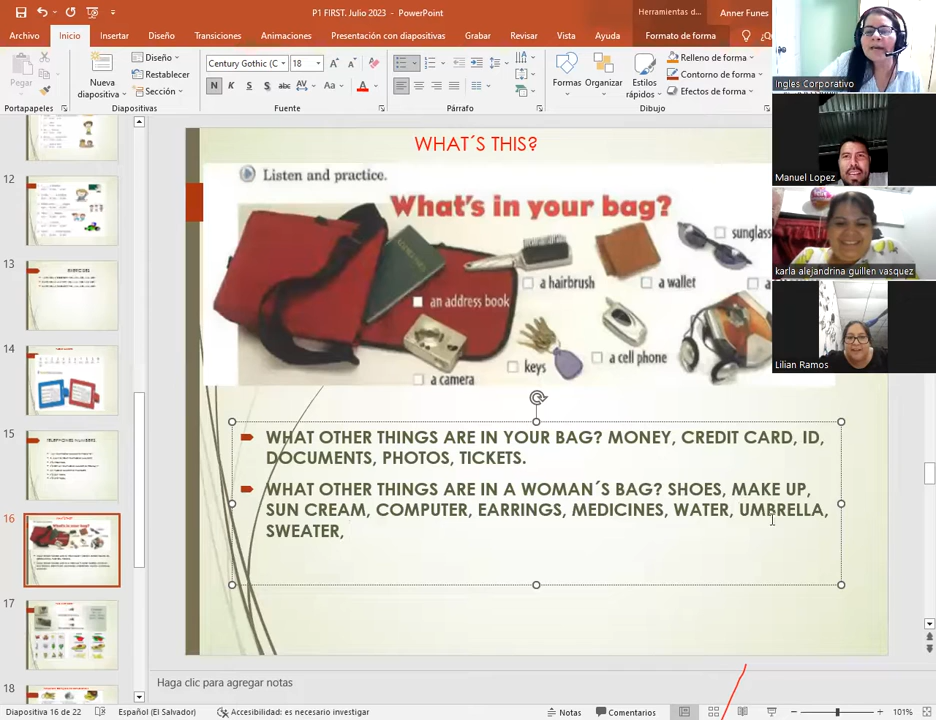 P1 FIRST. Julio 2023 - PowerPoint
Herramientas d...
Anner Funes
Archivo
Inicio
Insertar
Diseño
Transiciones
Animaciones
Presentación con diapositivas
Grabar
Revisar
Vista
Ayuda
Formato de forma
Pegar
Nueva
diapositiva
Diseño
Restablecer
Sección
Century Gothic (C
18
N
K
S
abc
AV
Aa
A
Formas
Organizar
Estilos
rápidos
Relleno de forma
Contorno de forma
Efectos de forma
Portapapeles
Diapositivas
Fuente
Párrafo
Dibujo
Ingles Corporativo
Manuel Lopez
karla alejandrina guillen vasquez
Lilian Ramos
12
13
14
15
16
17
18
WHAT´S THIS?
Listen and practice.
What's in your bag?
sunglass
a hairbrush
a wallet
a
an address book
a cell phone
keys
a camera
WHAT OTHER THINGS ARE IN YOUR BAG? MONEY, CREDIT CARD, ID,
DOCUMENTS, PHOTOS, TICKETS.
WHAT OTHER THINGS ARE IN A WOMAN´S BAG? SHOES, MAKE UP,
SUN CREAM, COMPUTER, EARRINGS, MEDICINES, WATER, UMBRELLA,
SWEATER,
Haga clic para agregar notas
Diapositiva 16 de 22
Español (El Salvador)
Accesibilidad: es necesario investigar
Notas
Comentarios
101%